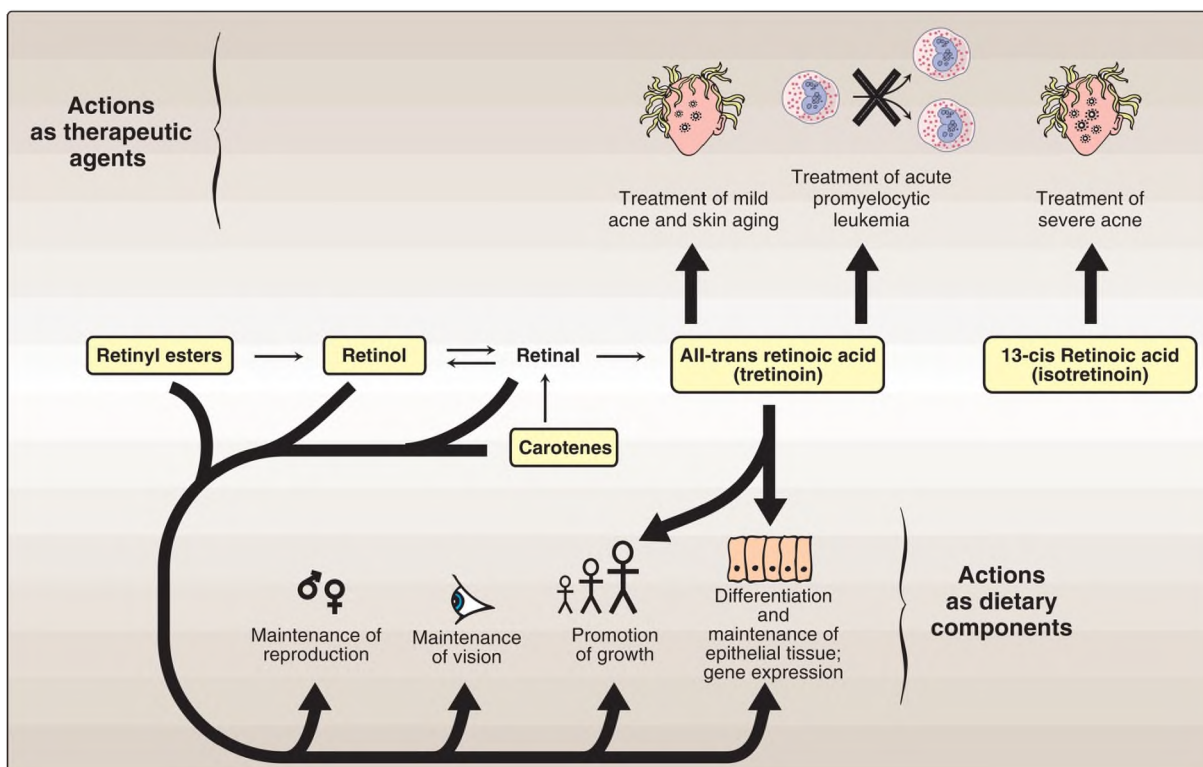 Actions
as therapeutic
agents
Treatment of mild
acne and skin aging
Treatment of acute
promyelocytic
leukemia
Treatment of
severe acne
Retinyl esters
Retinol
Retinal
All-trans retinoic acid
(tretinoin)
13-cis Retinoic acid
(isotretinoin)
Carotenes
Maintenance of
reproduction
Maintenance
of vision
Promotion
of growth
Differentiation
and
maintenance of
epithelial tissue;
gene expression
Actions
as dietary
components